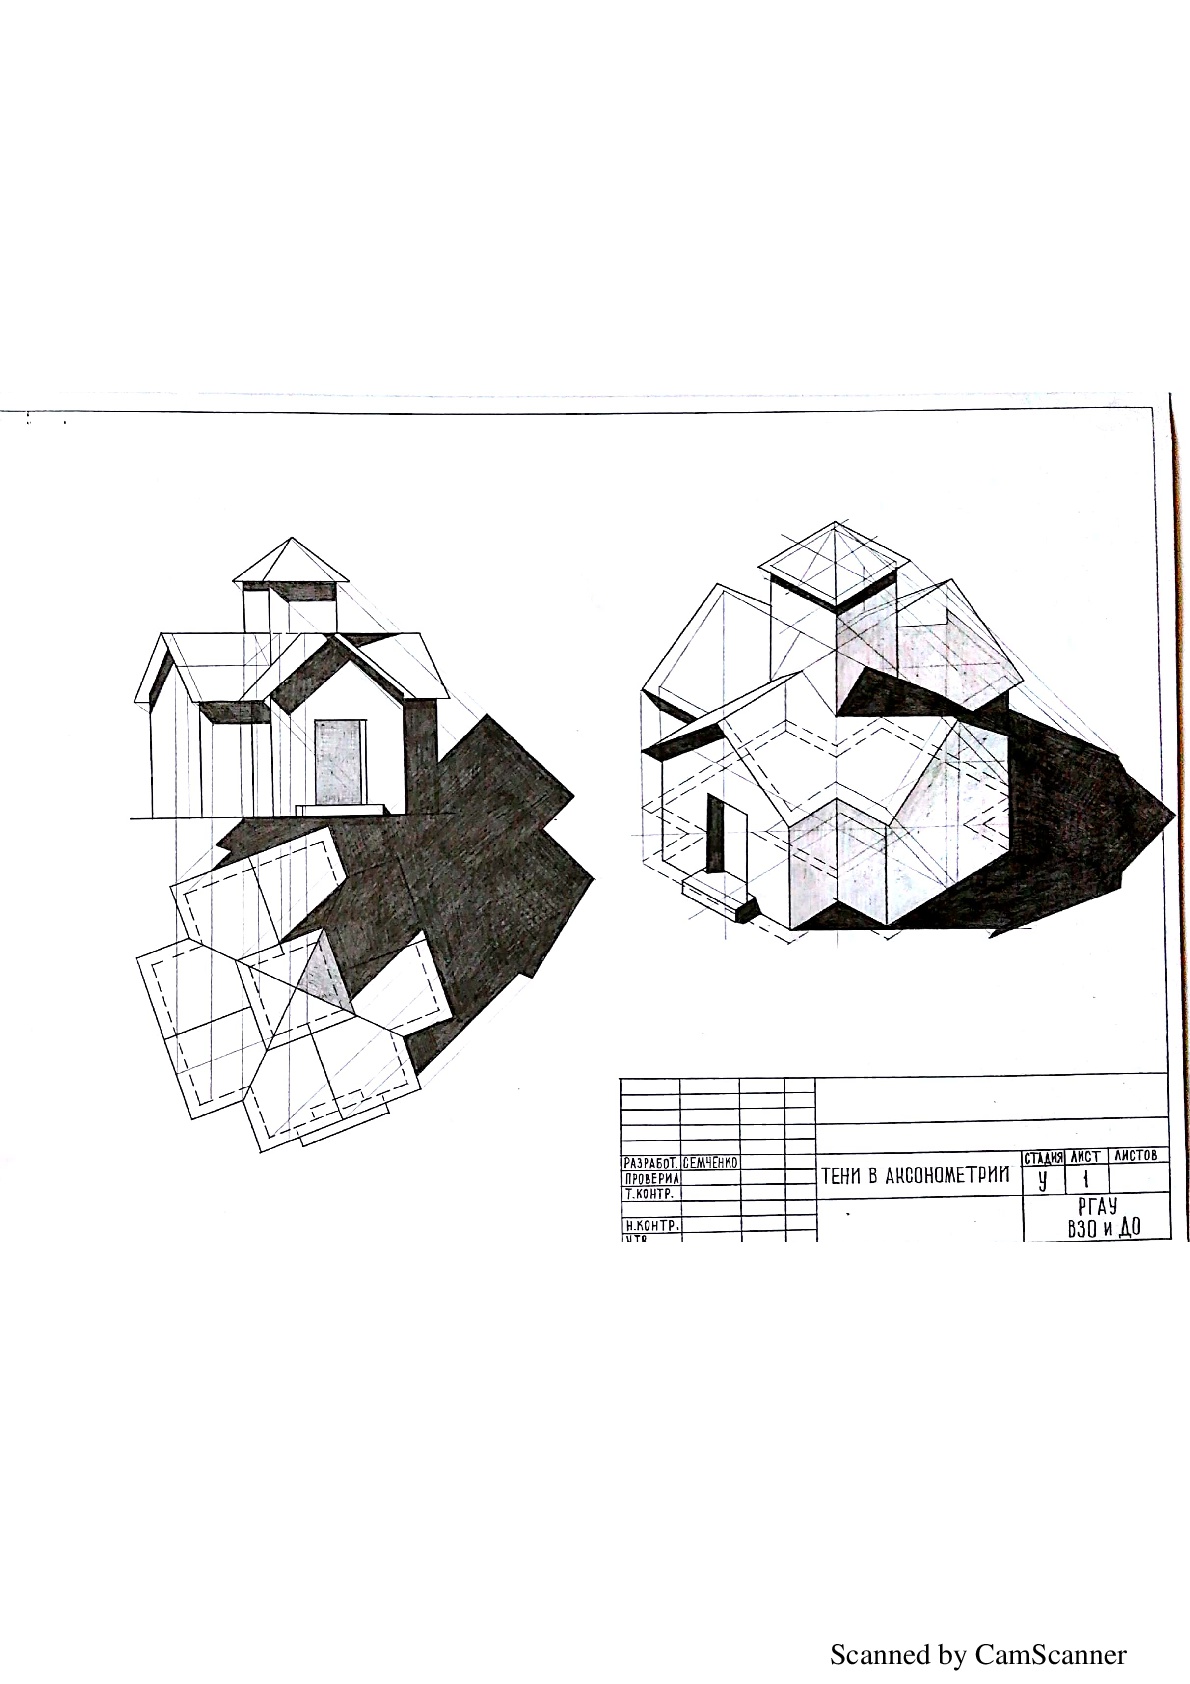 РАЗРАБОТ. СЕМЧЕНКО
ПРОВЕРИЛ
Т.КОНТР.
Н.КОНТР.
УТВ
ТЕНИ В АКСОНОМЕТРИИ
СТАДИЯ ЛИСТ ЛИСТОВ
У 1
РГАУ
ВЗО и ДО
Scanned by CamScanner